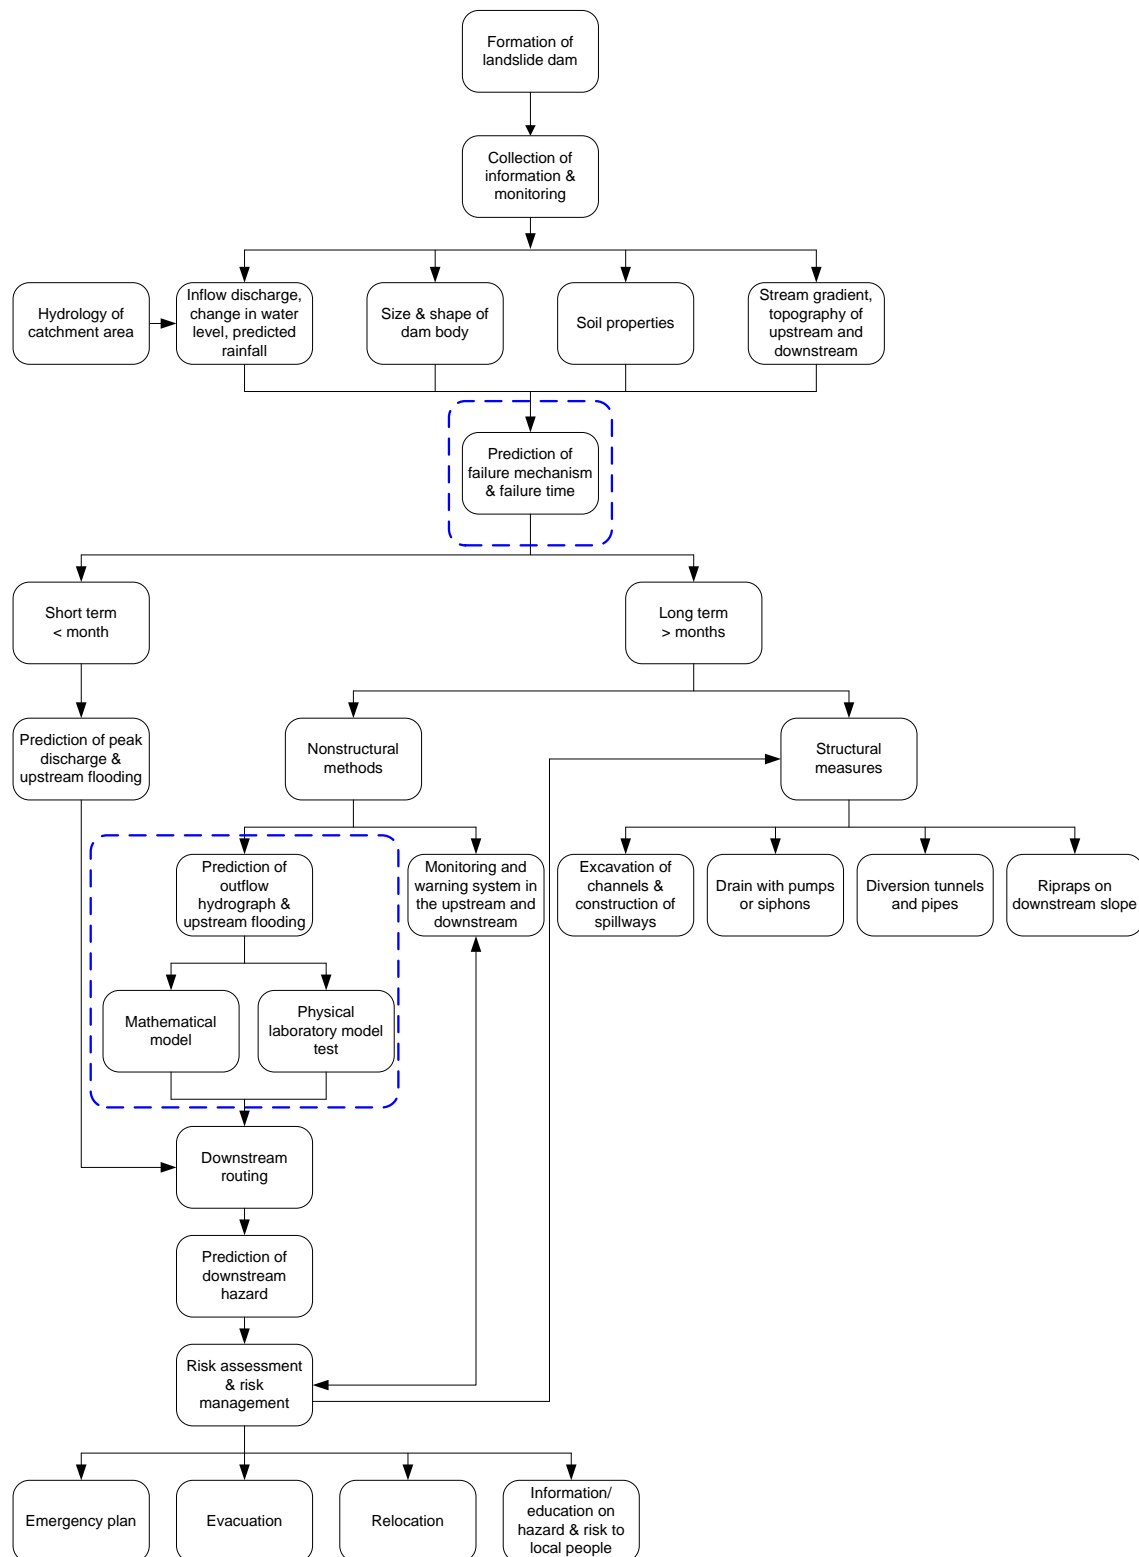 Formation of
landslide dam
Collection of
information &
monitoring
Hydrology of
catchment area
Inflow discharge,
change in water
level, predicted
rainfall
Size & shape of
dam body
Soil properties
Stream gradient,
topography of
upstream and
downstream
Prediction of
failure mechanism
& failure time
Short term
< month
Long term
> months
Prediction of peak
discharge &
upstream flooding
Nonstructural
methods
Structural
measures
Prediction of
outflow
hydrograph &
upstream flooding
Monitoring and
warning system in
the upstream and
downstream
Excavation of
channels &
construction of
spillways
Drain with pumps
or siphons
Diversion tunnels
and pipes
Ripraps on
downstream slope
Mathematical
model
Physical
laboratory model
test
Downstream
routing
Prediction of
downstream
hazard
Risk assessment
& risk
management
Emergency plan
Evacuation
Relocation
Information/
education on
hazard & risk to
local people